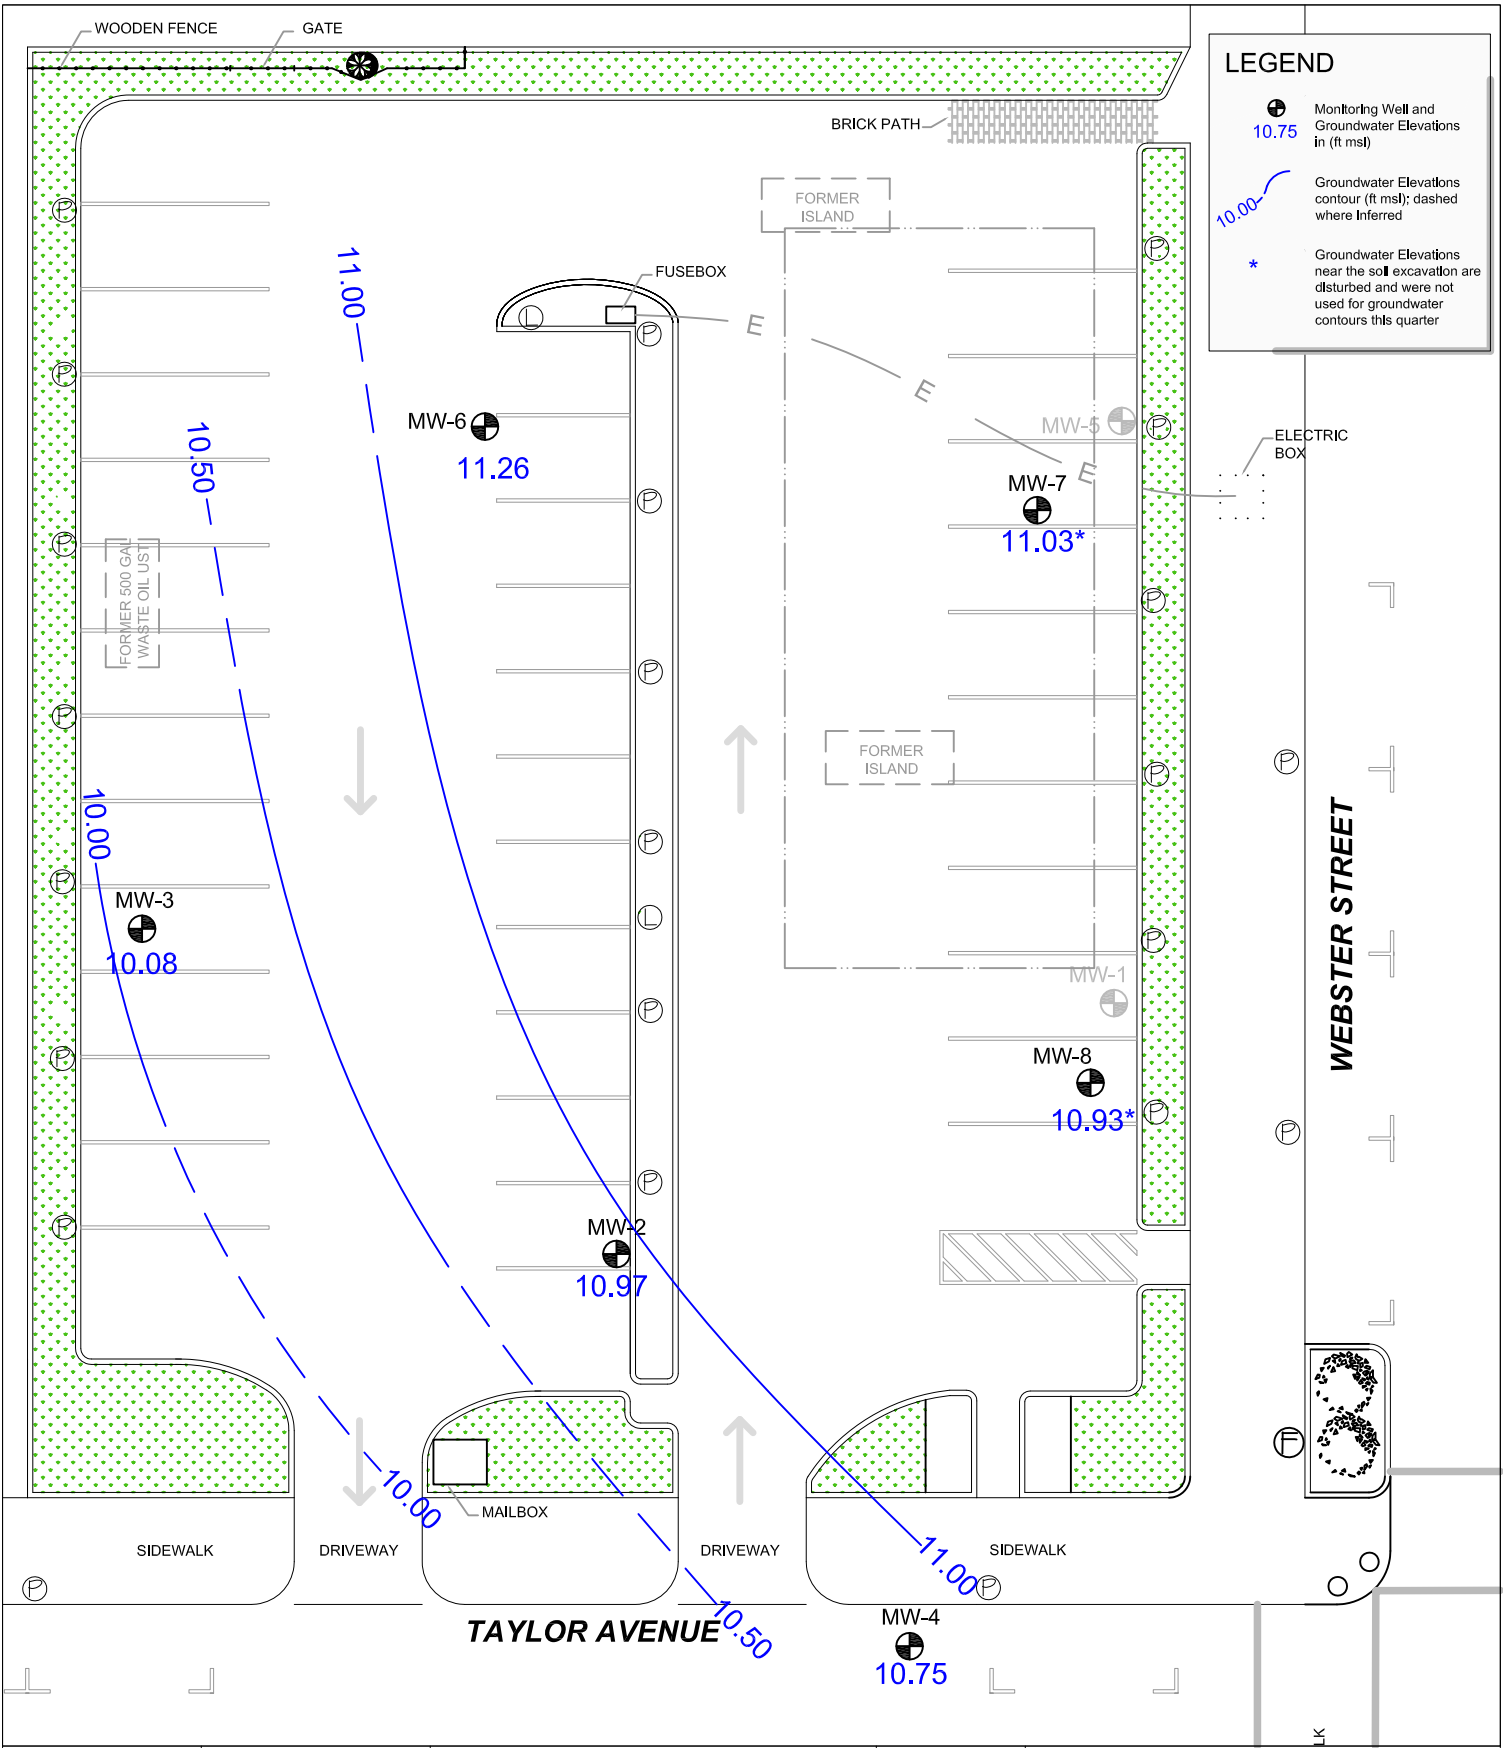 WOODEN FENCE
GATE
LEGEND
10.75
Monitoring Well and
Groundwater Elevations
in (ft msl)
10.00
Groundwater Elevations
contour (ft msl); dashed
where inferred
*
Groundwater Elevations
near the soil excavation are
disturbed and were not
used for groundwater
contours this quarter
BRICK PATH
FORMER
ISLAND
P
P
11.00
FUSEBOX
L
P
E
E
E
P
MW-6
11.26
MW-5
P
ELECTRIC
BOX
10.50
MW-7
11.03*
P
P
FORMER 500 GAL
WASTE OIL UST
P
P
P
FORMER
ISLAND
P
P
10.00
P
P
MW-3
10.08
L
P
WEBSTER STREET
MW-1
P
P
MW-8
10.93*
P
P
P
P
MW-2
10.97
F
10.00
MAILBOX
SIDEWALK
DRIVEWAY
DRIVEWAY
11.00
SIDEWALK
P
P
TAYLOR AVENUE
10.50
MW-4
10.75
LK